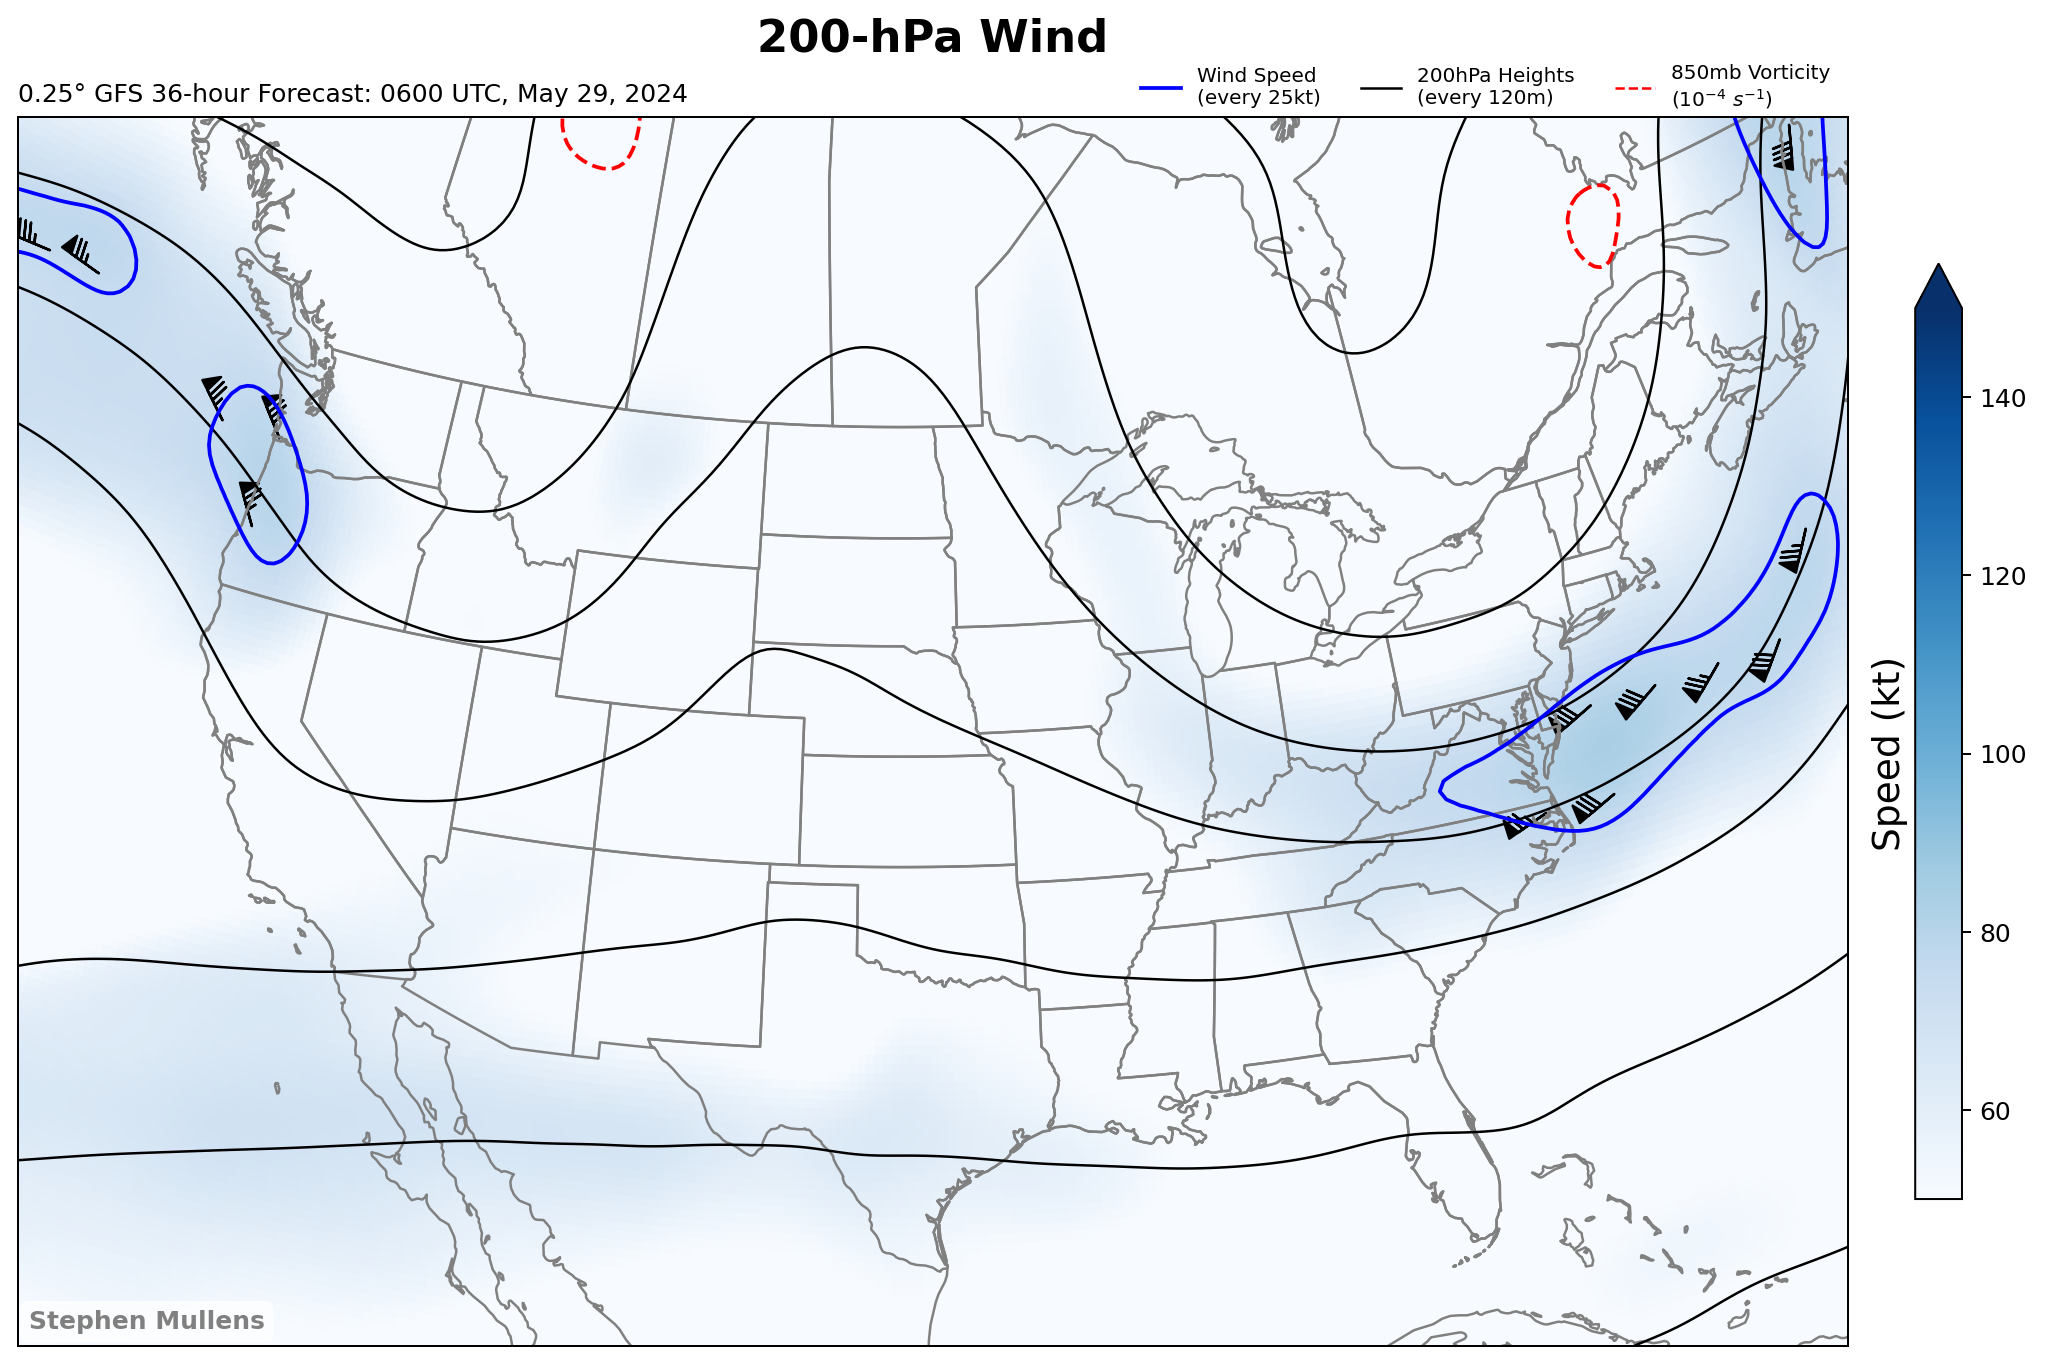 200-hPa Wind
0.25° GFS 36-hour Forecast: 0600 UTC, May 29, 2024
Wind Speed
(every 25kt)
200hPa Heights
(every 120m)
850mb Vorticity
(10⁻⁴ s⁻¹)
140
120
100
80
60
Speed (kt)
Stephen Mullens